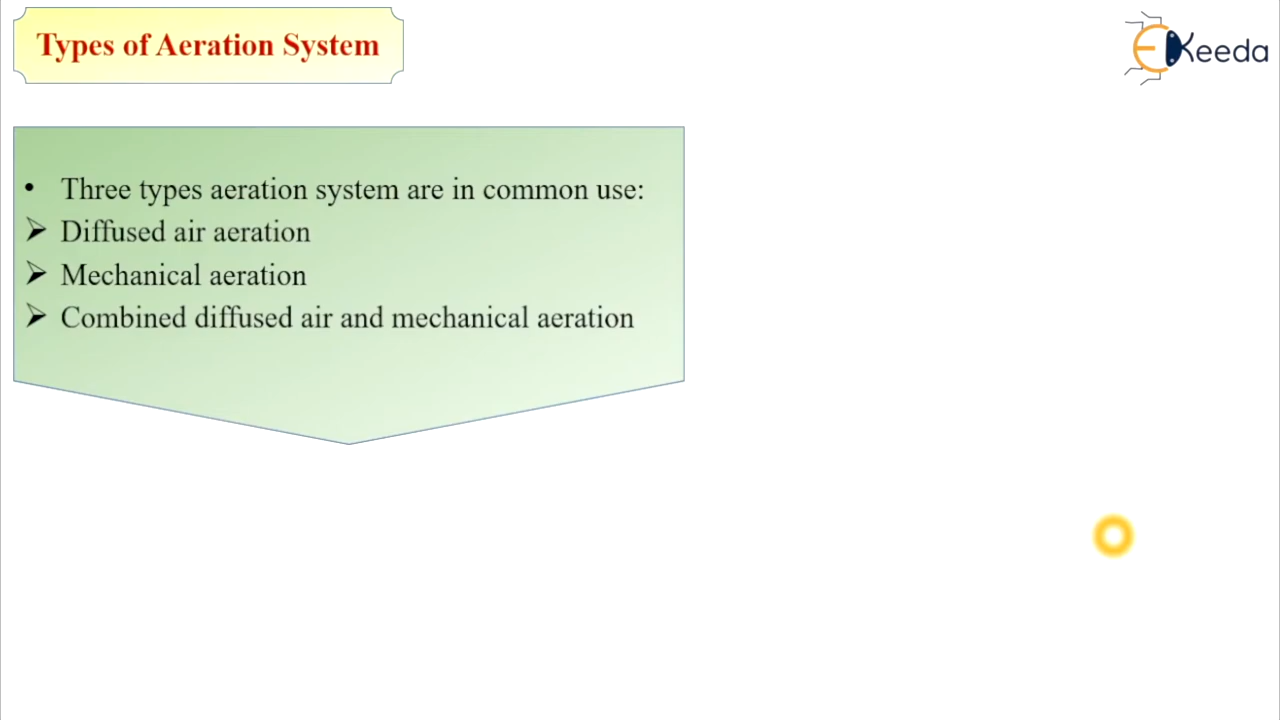 Types of Aeration System
EKeeda
• Three types aeration system are in common use:
➢ Diffused air aeration
➢ Mechanical aeration
➢ Combined diffused air and mechanical aeration